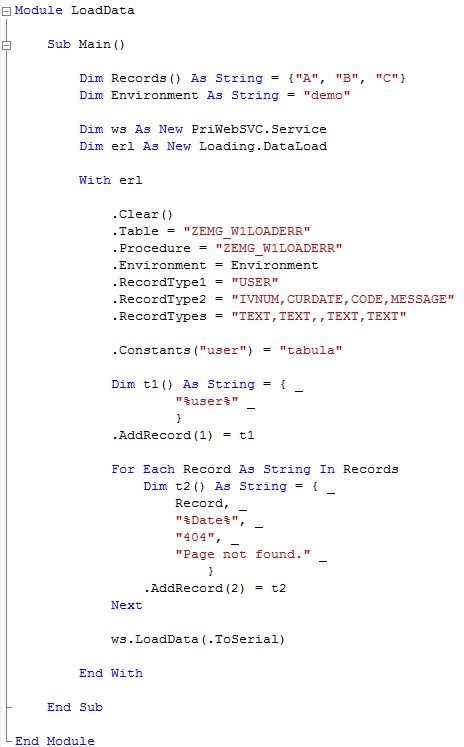 Module LoadData
Sub Main()
Dim Records() As String = {"A", "B", "C"}
Dim Environment As String = "demo"
Dim ws As New PriWebSVC.Service
Dim erl As New Loading.DataLoad
With erl
.Clear()
.Table = "ZEMG_W1LOADERR"
.Procedure = "ZEMG_W1LOADERR"
.Environment = Environment
.RecordType1 = "USER"
.RecordType2 = "IVNUM,CURDATE,CODE,MESSAGE"
.RecordTypes = "TEXT,TEXT,,TEXT,TEXT"
.Constants("user") = "tabula"
Dim t1() As String = { _
"%user%" _
}
.AddRecord(1) = t1
For Each Record As String In Records
Dim t2() As String = { _
Record, _
"%Date%", _
"404", _
"Page not found." _
}
.AddRecord(2) = t2
Next
ws.LoadData(.ToSerial)
End With
End Sub
End Module